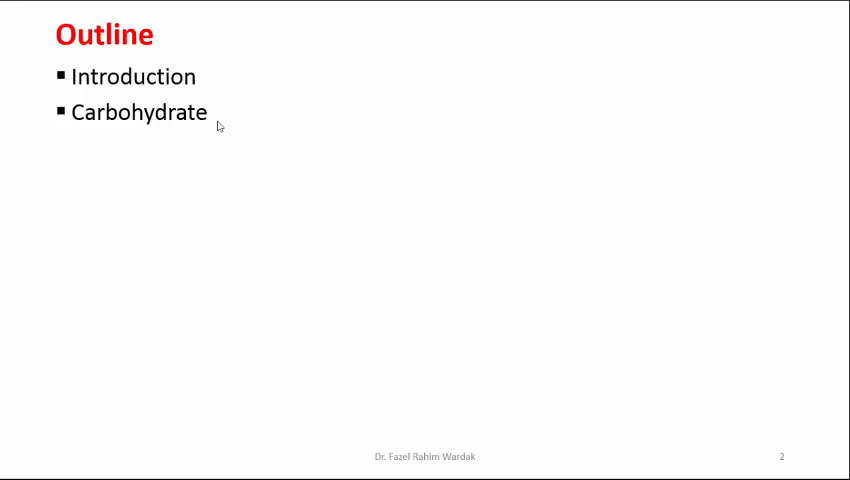 Outline
▪ Introduction
▪ Carbohydrate
Dr. Fazel Rahim Wardak
2